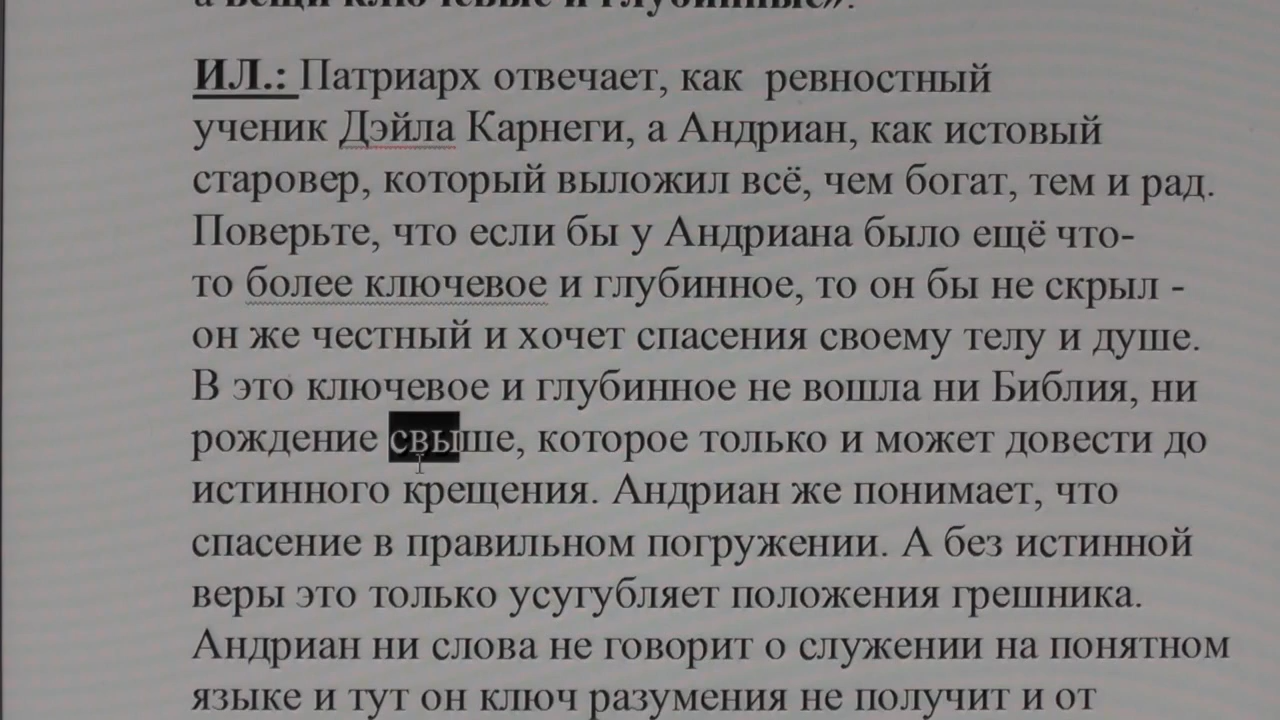 а вещи ключевые и глубинные».
ИЛ.: Патриарх отвечает, как  ревностный
ученик Дэйла Карнеги, а Андриан, как истовый
старовер, который выложил всё, чем богат, тем и рад.
Поверьте, что если бы у Андриана было ещё что-
то более ключевое и глубинное, то он бы не скрыл -
он же честный и хочет спасения своему телу и душе.
В это ключевое и глубинное не вошла ни Библия, ни
рождение свыше, которое только и может довести до
истинного крещения. Андриан же понимает, что
спасение в правильном погружении. А без истинной
веры это только усугубляет положения грешника.
Андриан ни слова не говорит о служении на понятном
языке и тут он ключ разумения не получит и от